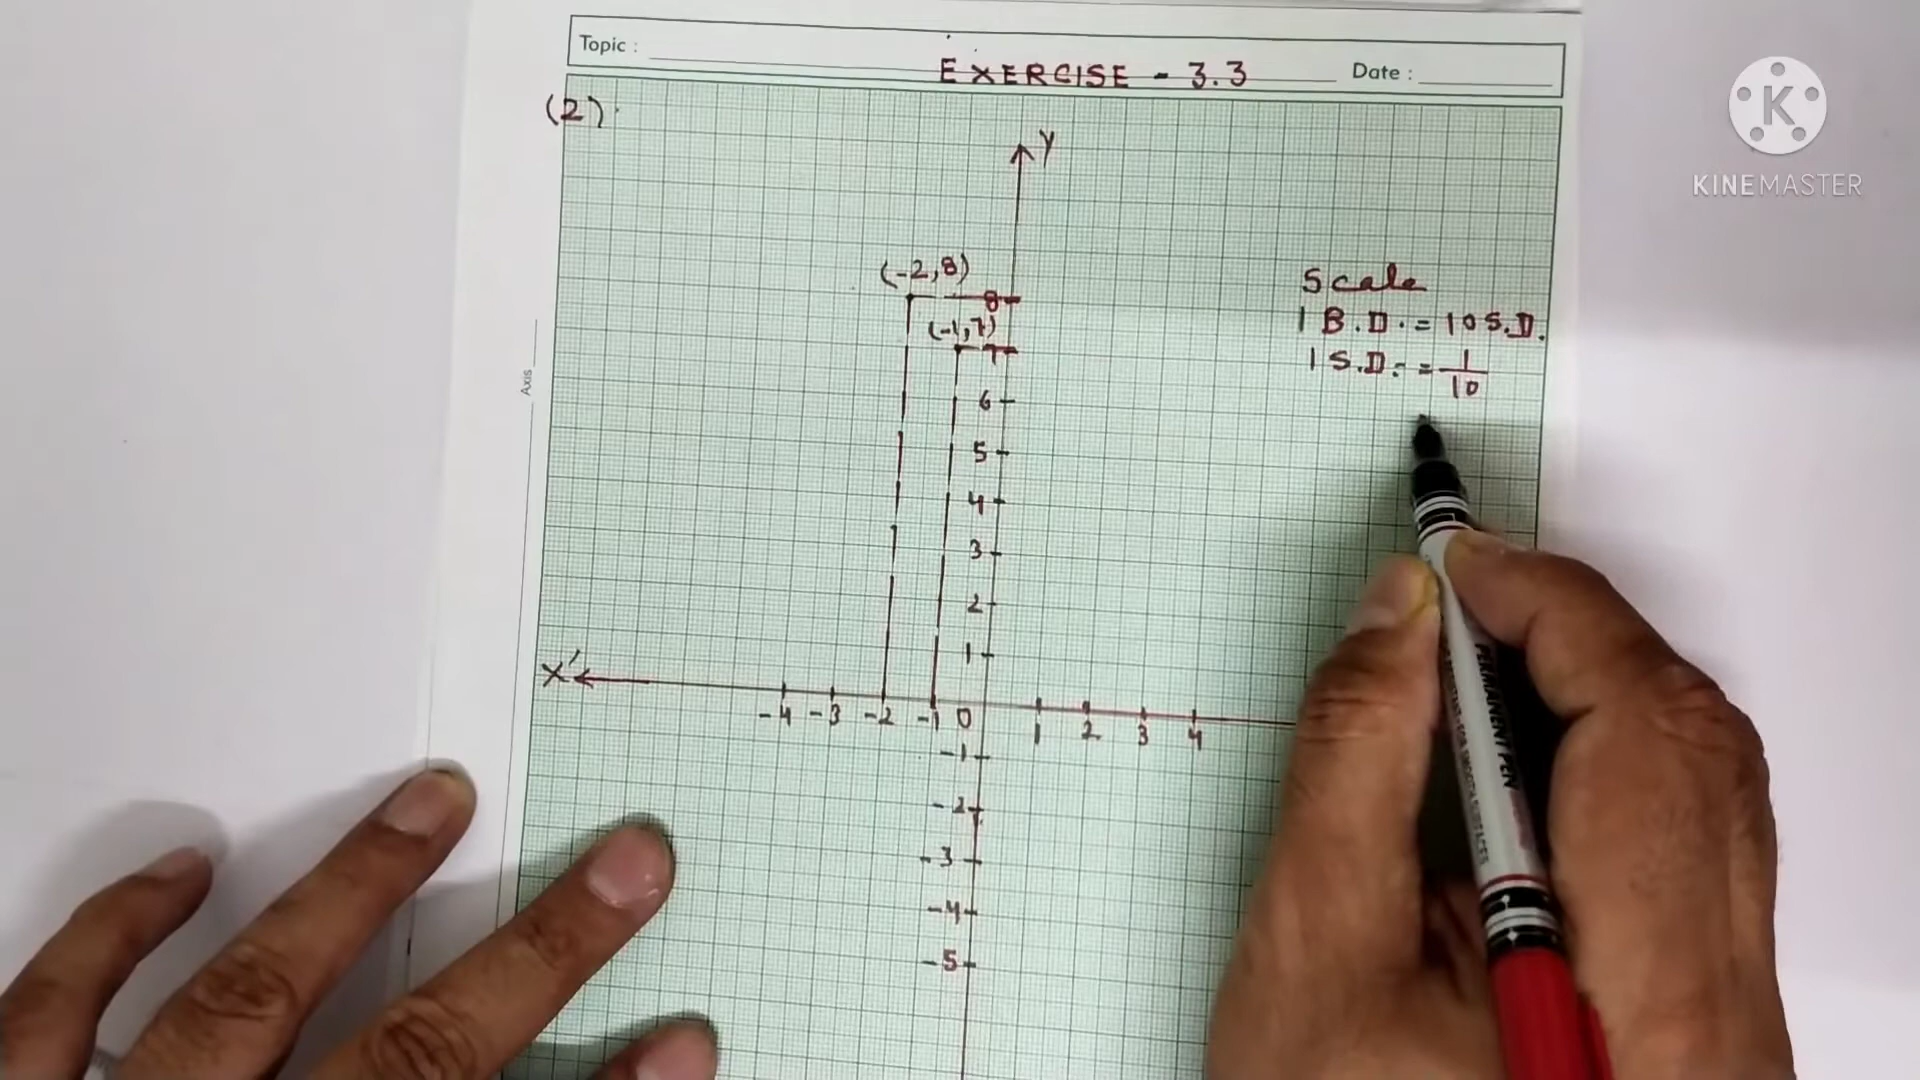 Topic :
EXERCISE - 3.3
Date :
(2).
Y
K
KINEMASTER
(-2,8)
8
(-1,7)
7
Scale
1 B.D. = 10 S.D.
1 S.D. = 1/10
Axis
6
5
4
3
2
1
X'
-4 -3 -2 -1 0 1 2 3 4
-1
-2
-3
-4
-5
PERMANENT PEN